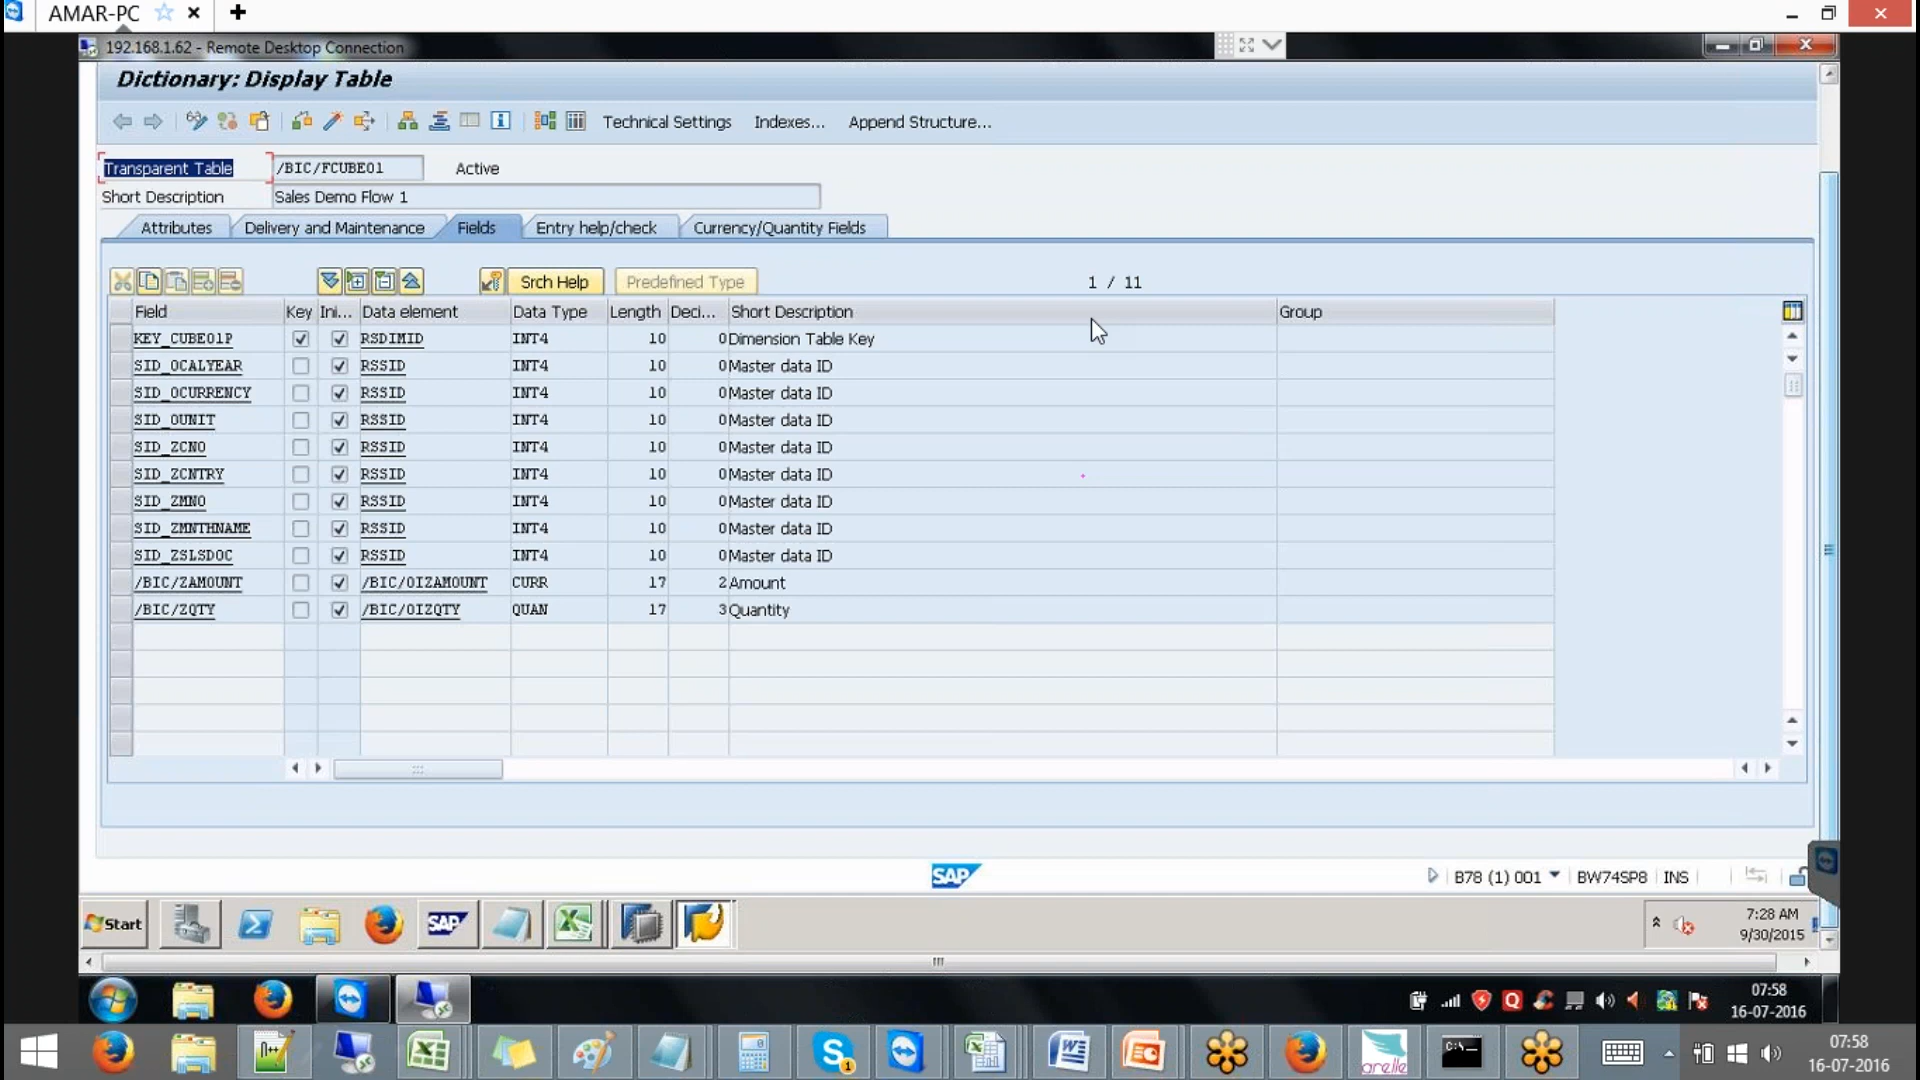 AMAR-PC
192.168.1.62 - Remote Desktop Connection
Dictionary: Display Table
Technical Settings Indexes... Append Structure...
Transparent Table /BIC/FCUBE01 Active
Short Description Sales Demo Flow 1
Attributes Delivery and Maintenance Fields Entry help/check Currency/Quantity Fields
Srch Help Predefined Type 1 / 11
Field Key Ini... Data element Data Type Length Deci... Short Description Group
KEY_CUBE01P RSDIMID INT4 10 0 Dimension Table Key
SID_0CALYEAR RSSID INT4 10 0 Master data ID
SID_0CURRENCY RSSID INT4 10 0 Master data ID
SID_0UNIT RSSID INT4 10 0 Master data ID
SID_ZCNO RSSID INT4 10 0 Master data ID
SID_ZCNTRY RSSID INT4 10 0 Master data ID
SID_ZMNO RSSID INT4 10 0 Master data ID
SID_ZMNTHNAME RSSID INT4 10 0 Master data ID
SID_ZSLSDOC RSSID INT4 10 0 Master data ID
/BIC/ZAMOUNT /BIC/OIZAMOUNT CURR 17 2 Amount
/BIC/ZQTY /BIC/OIZQTY QUAN 17 3 Quantity
SAP B78 (1) 001 BW74SP8 INS
Start SAP 7:28 AM
9/30/2015
07:58
16-07-2016
arelle
C:\_
07:58
16-07-2016